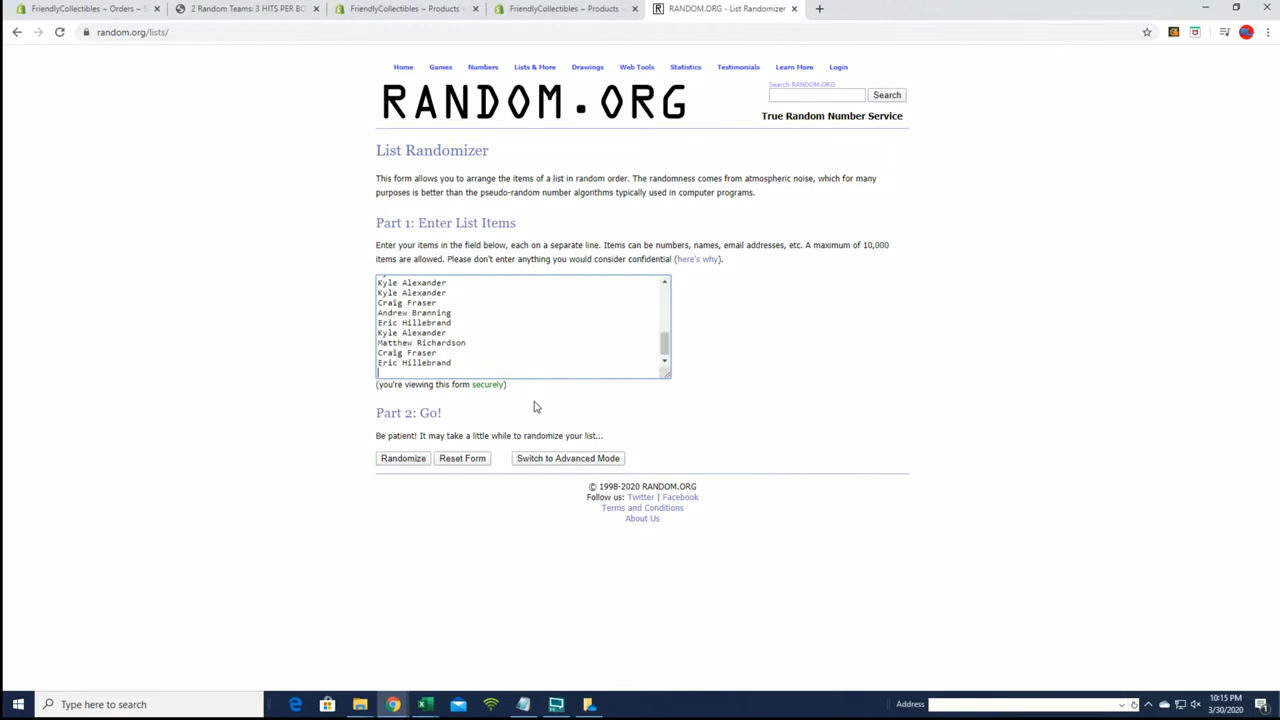 FriendlyCollectibles ~ Orders ~ S
2 Random Teams: 3 HITS PER BO
FriendlyCollectibles ~ Products ~
FriendlyCollectibles ~ Products ~
RANDOM.ORG - List Randomizer
random.org/lists/
Home Games Numbers Lists & More Drawings Web Tools Statistics Testimonials Learn More Login
RANDOM.ORG
Search RANDOM.ORG
Search
True Random Number Service
List Randomizer
This form allows you to arrange the items of a list in random order. The randomness comes from atmospheric noise, which for many
purposes is better than the pseudo-random number algorithms typically used in computer programs.
Part 1: Enter List Items
Enter your items in the field below, each on a separate line. Items can be numbers, names, email addresses, etc. A maximum of 10,000
items are allowed. Please don't enter anything you would consider confidential (here's why).
Kyle Alexander
Kyle Alexander
Craig Fraser
Andrew Branning
Eric Hillebrand
Kyle Alexander
Matthew Richardson
Craig Fraser
Eric Hillebrand
(you're viewing this form securely)
Part 2: Go!
Be patient! It may take a little while to randomize your list...
Randomize Reset Form Switch to Advanced Mode
© 1998-2020 RANDOM.ORG
Follow us: Twitter | Facebook
Terms and Conditions
About Us
Type here to search
Address
10:15 PM
3/30/2020